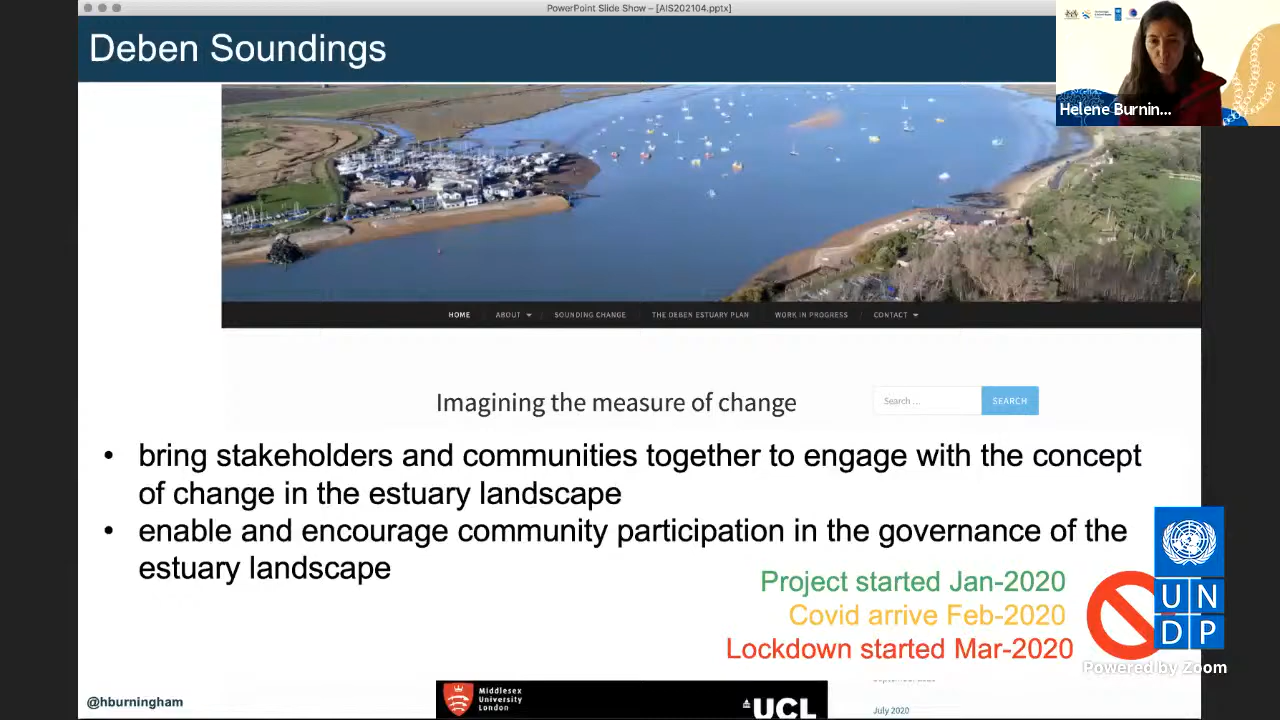 PowerPoint Slide Show – [AIS202104.pptx]
Deben Soundings
Helene Burnin...
HOME ABOUT SOUNDING CHANGE THE DEBEN ESTUARY PLAN WORK IN PROGRESS CONTACT
Imagining the measure of change
Search ...
SEARCH
• bring stakeholders and communities together to engage with the concept
of change in the estuary landscape
• enable and encourage community participation in the governance of the
estuary landscape
Project started Jan-2020
Covid arrive Feb-2020
Lockdown started Mar-2020
U N
D P
Powered by Zoom
@hburningham
Middlesex
University
London
UCL
July 2020